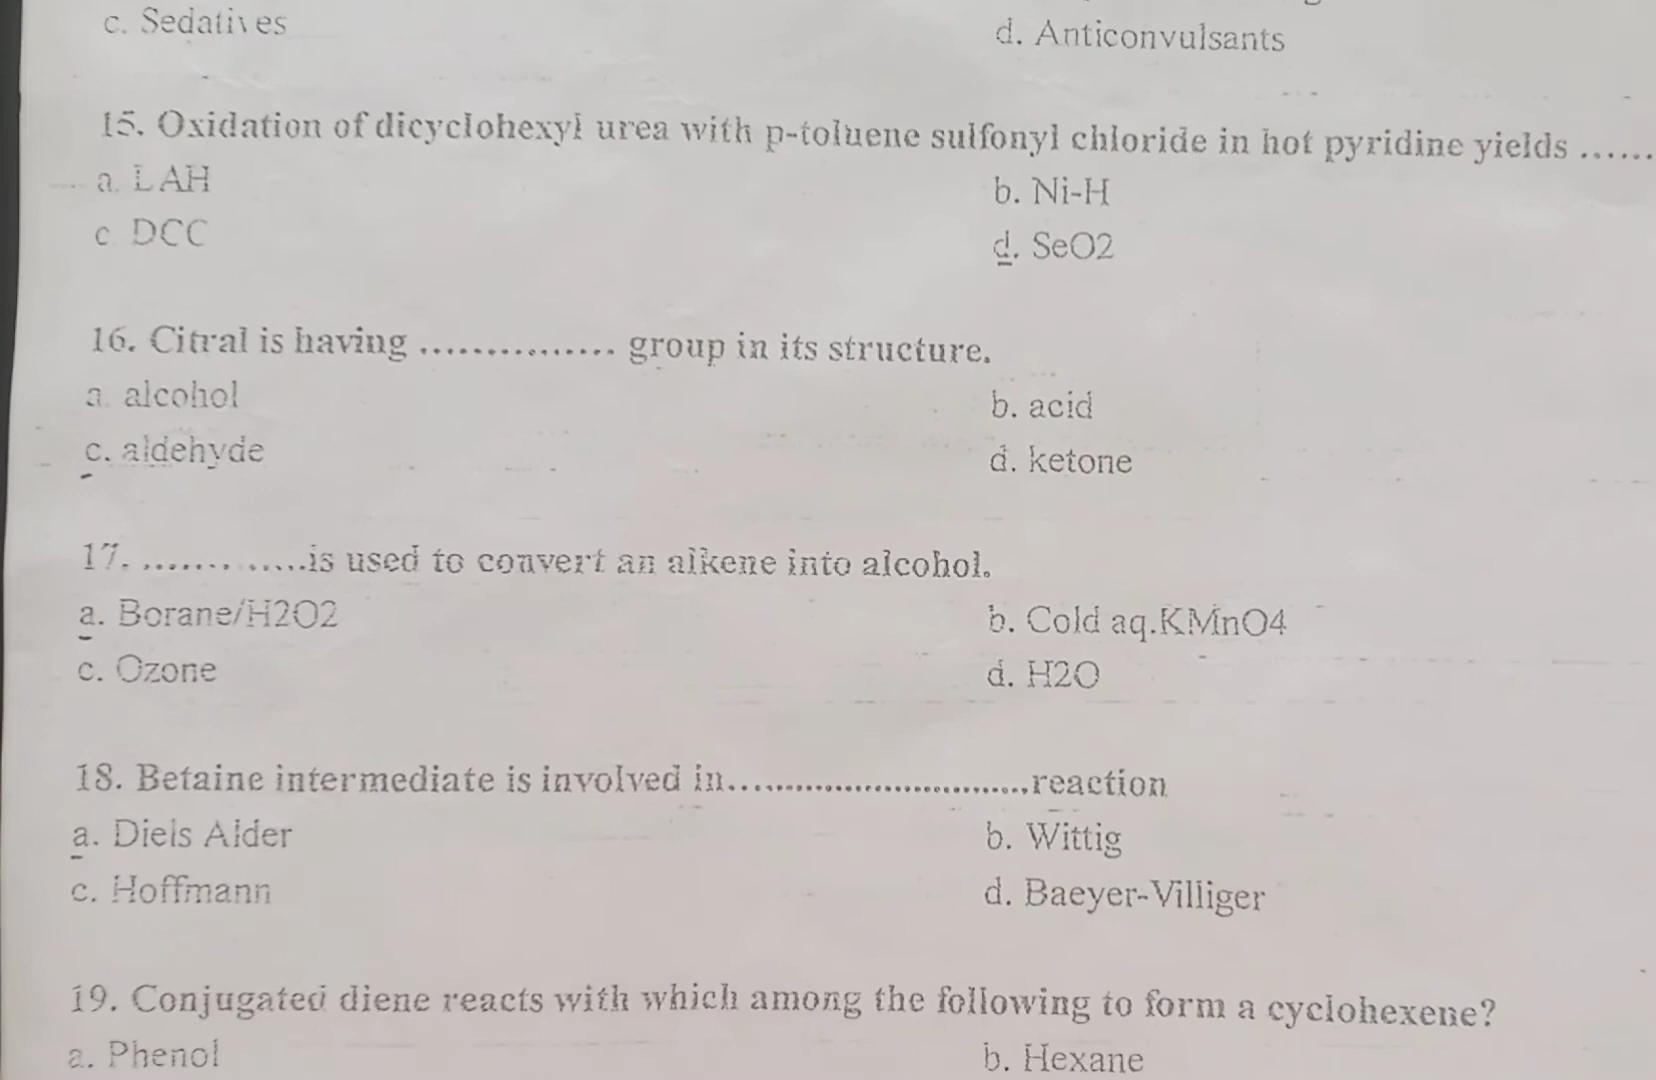 c. Sedatives
d. Anticonvulsants
15. Oxidation of dicyclohexyl urea with p-toluene sulfonyl chloride in hot pyridine yields ......
a. LAH
b. Ni-H
c. DCC
d. SeO2
16. Citral is having ............... group in its structure.
a. alcohol
b. acid
c. aldehyde
d. ketone
17. .............is used to convert an alkene into alcohol.
a. Borane/H2O2
b. Cold aq.KMnO4
c. Ozone
d. H2O
18. Betaine intermediate is involved in..............................reaction
a. Diels Alder
b. Wittig
c. Hoffmann
d. Baeyer-Villiger
19. Conjugated diene reacts with which among the following to form a cyclohexene?
a. Phenol
b. Hexane